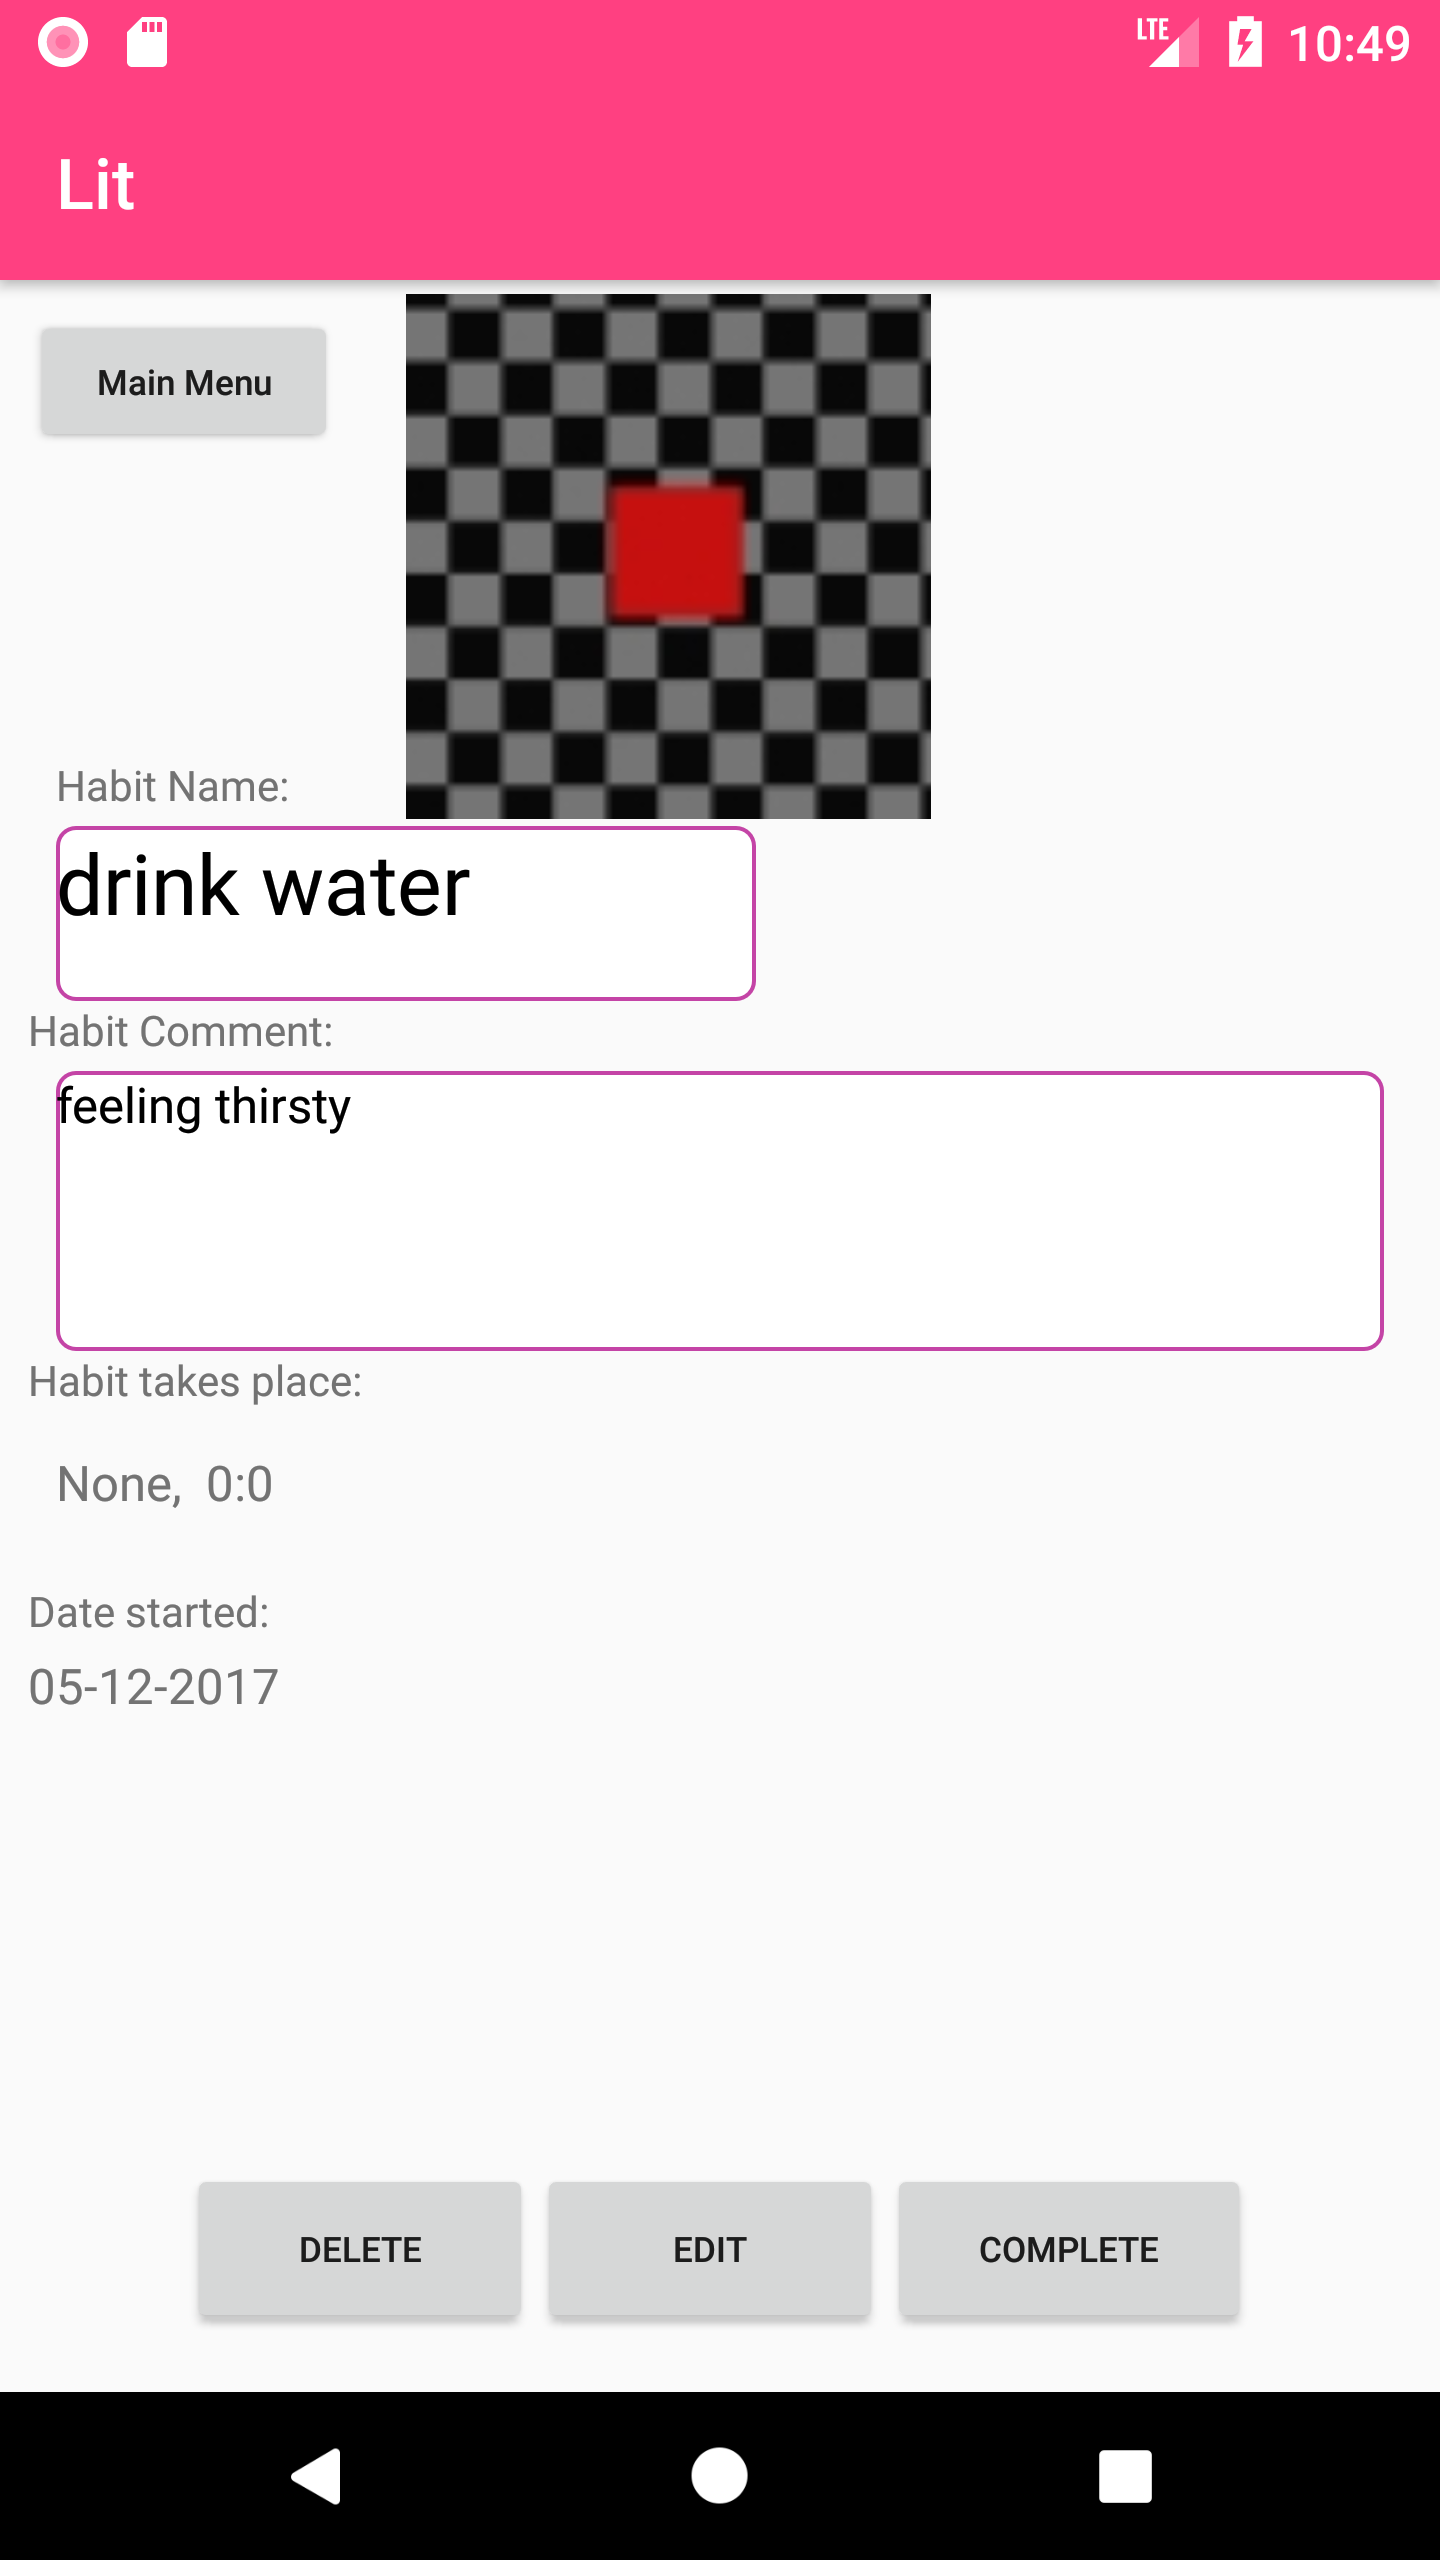 LTE 10:49
Lit
Main Menu
Habit Name:
drink water
Habit Comment:
feeling thirsty
Habit takes place:
None,  0:0
Date started:
05-12-2017
DELETE EDIT COMPLETE